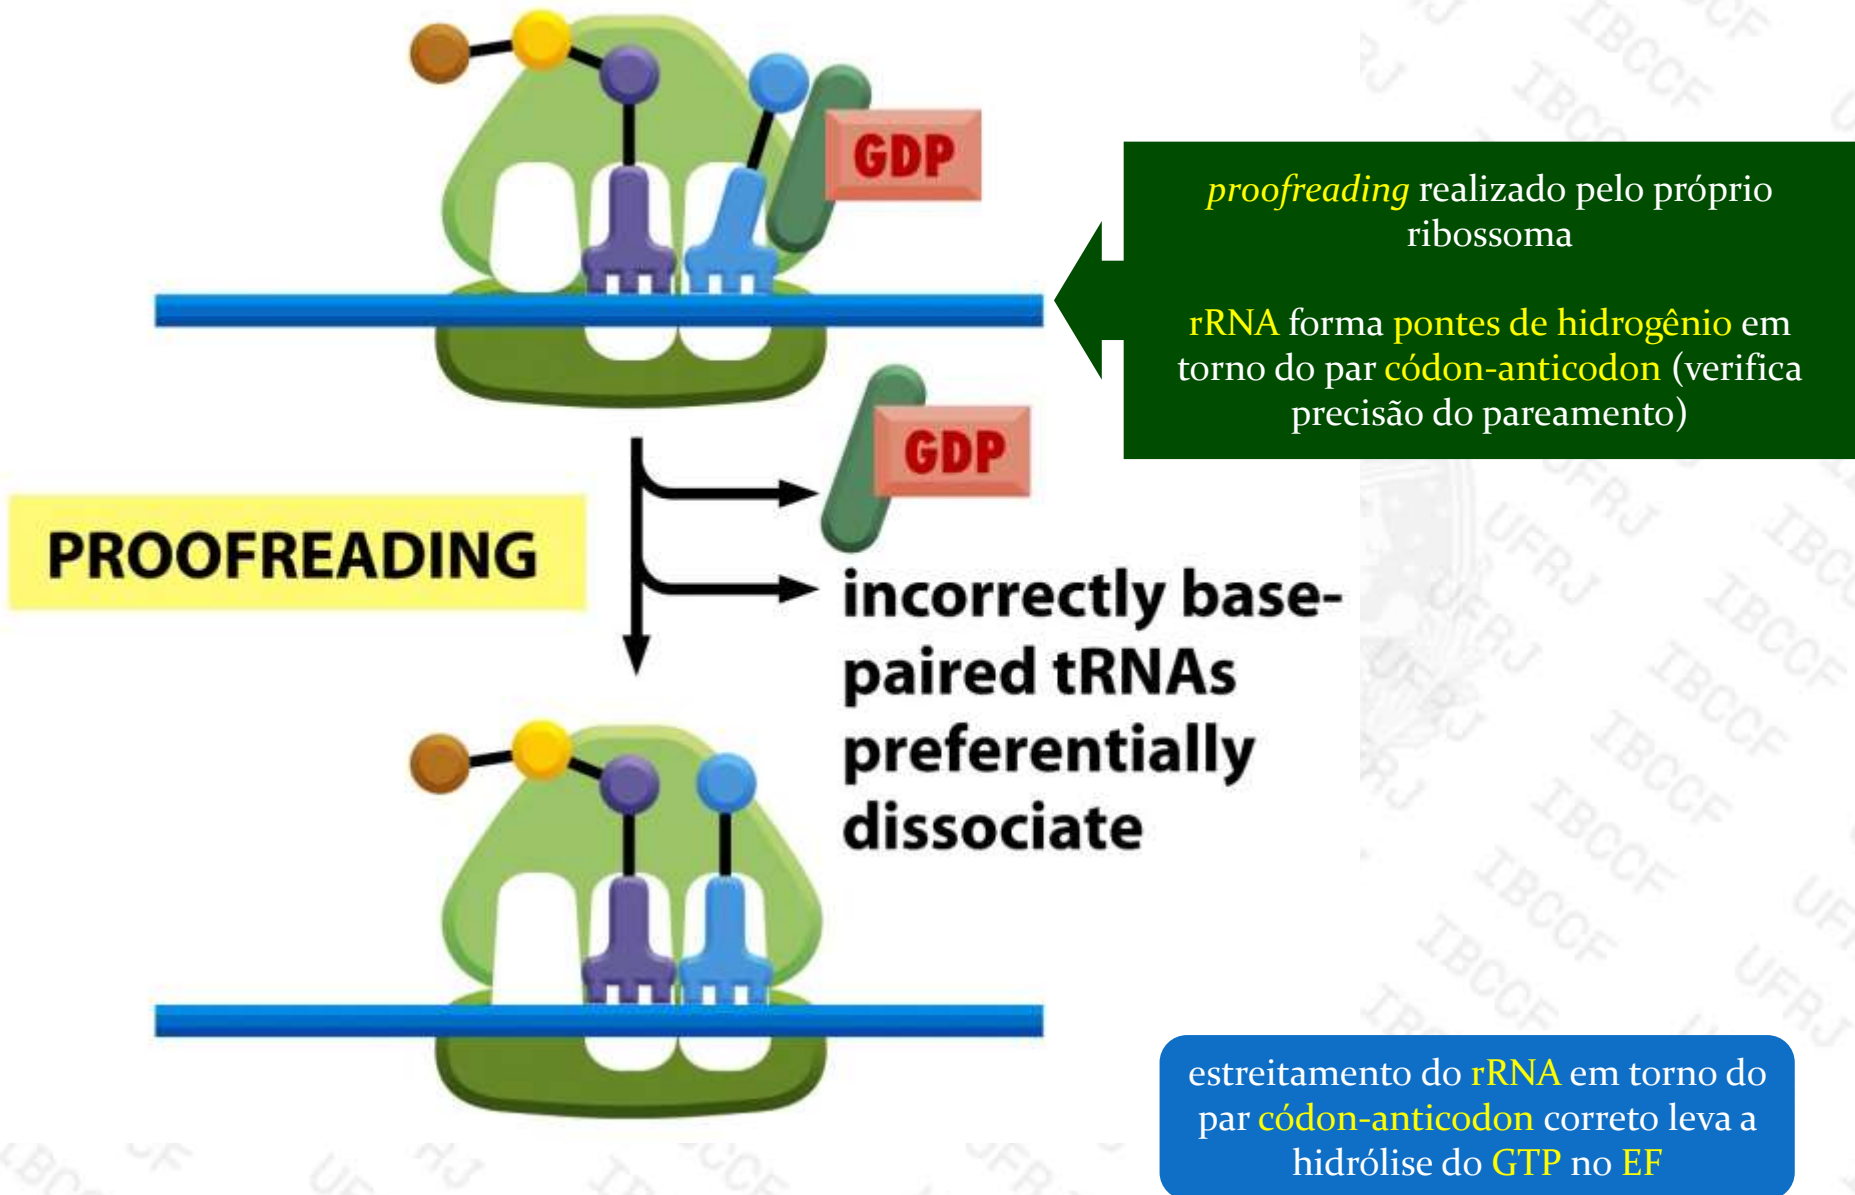 GDP
proofreading realizado pelo próprio
ribossoma
rRNA forma pontes de hidrogênio em
torno do par códon-anticodon (verifica
precisão do pareamento)
GDP
PROOFREADING
incorrectly base-
paired tRNAs
preferentially
dissociate
estreitamento do rRNA em torno do
par códon-anticodon correto leva a
hidrólise do GTP no EF
UFRJ
IBCCF